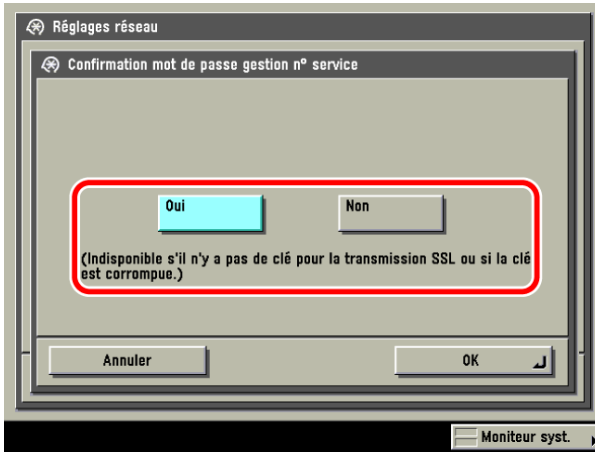 Réglages réseau
Confirmation mot de passe gestion nº service
Oui
Non
(Indisponible s'il n'y a pas de clé pour la transmission SSL ou si la clé
est corrompue.)
Annuler
OK
Moniteur syst.